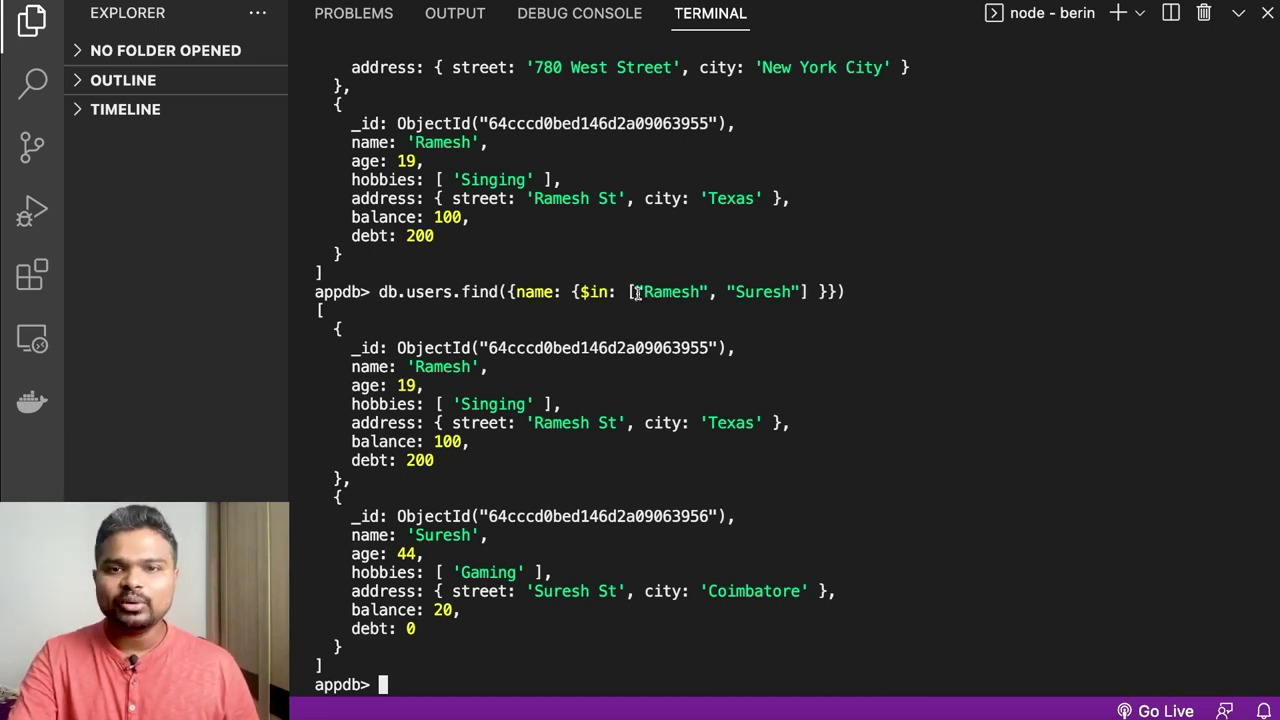 EXPLORER
NO FOLDER OPENED
OUTLINE
TIMELINE
PROBLEMS OUTPUT DEBUG CONSOLE TERMINAL node - berin
address: { street: '780 West Street', city: 'New York City' }
},
{
_id: ObjectId("64cccd0bed146d2a09063955"),
name: 'Ramesh',
age: 19,
hobbies: [ 'Singing' ],
address: { street: 'Ramesh St', city: 'Texas' },
balance: 100,
debt: 200
}
]
appdb> db.users.find({name: {$in: ["Ramesh", "Suresh"] }})
[
{
_id: ObjectId("64cccd0bed146d2a09063955"),
name: 'Ramesh',
age: 19,
hobbies: [ 'Singing' ],
address: { street: 'Ramesh St', city: 'Texas' },
balance: 100,
debt: 200
},
{
_id: ObjectId("64cccd0bed146d2a09063956"),
name: 'Suresh',
age: 44,
hobbies: [ 'Gaming' ],
address: { street: 'Suresh St', city: 'Coimbatore' },
balance: 20,
debt: 0
}
]
appdb>
Go Live